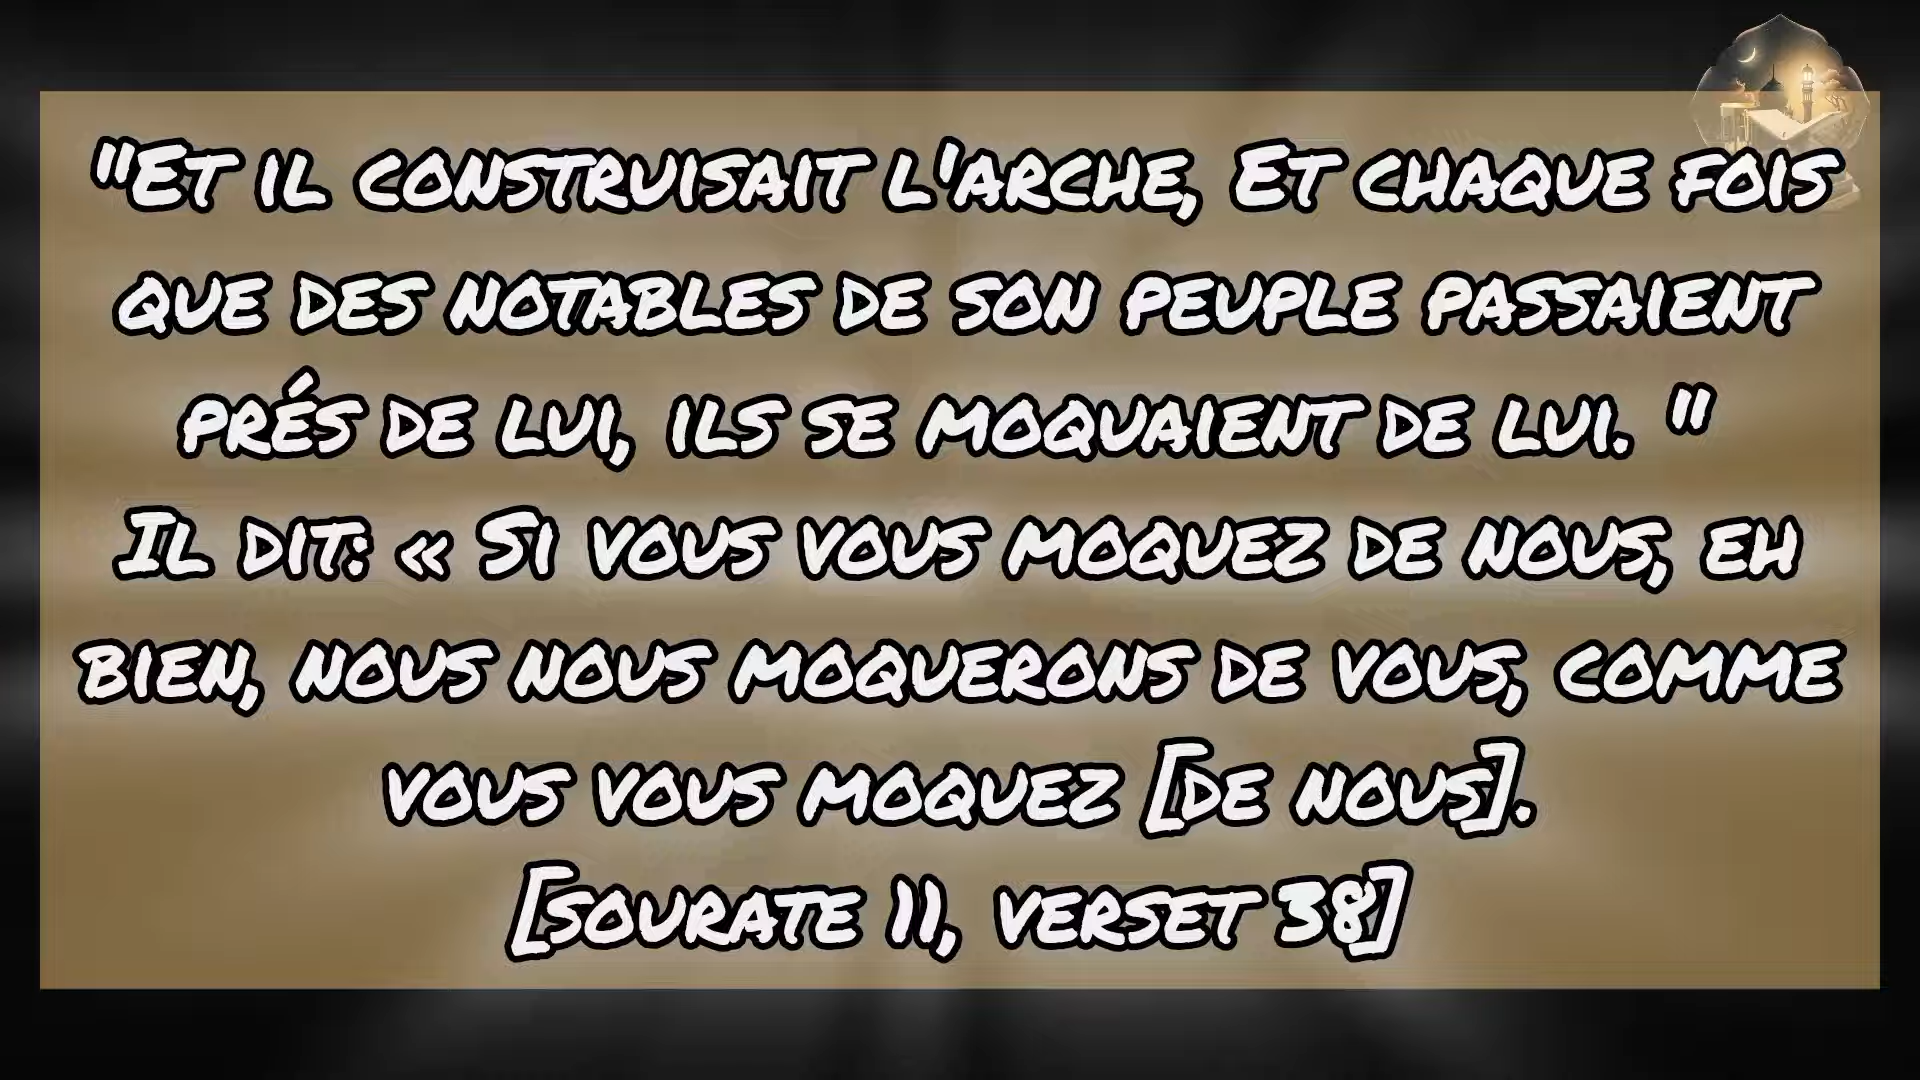 "Et il construisait l'arche, Et chaque fois
que des notables de son peuple passaient
prés de lui, ils se moquaient de lui. "
Il dit: « Si vous vous moquez de nous, eh
bien, nous nous moquerons de vous, comme
vous vous moquez [de nous].
[sourate 11, verset 38]